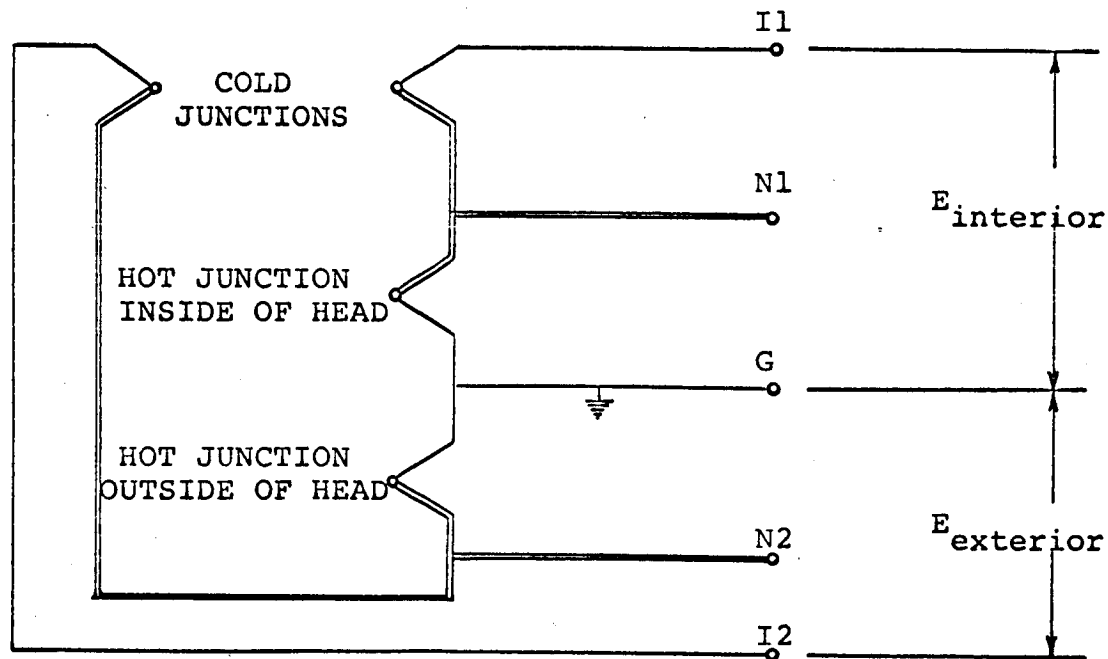 I1
COLD
JUNCTIONS
N1
E interior
HOT JUNCTION
INSIDE OF HEAD
G
HOT JUNCTION
OUTSIDE OF HEAD
N2
E exterior
I2